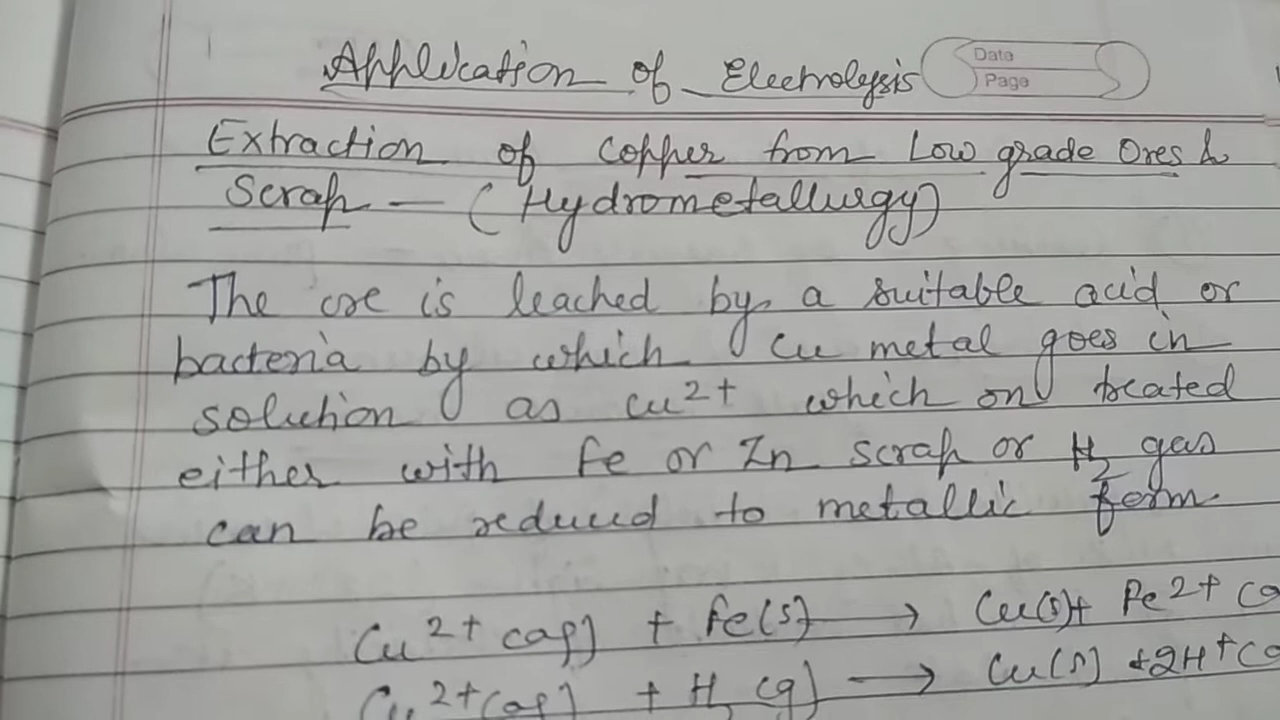 Application of Electrolysis
Date
Page
Extraction of Copper from Low grade Ores &
Scrap — (Hydrometallurgy)
The ore is leached by a suitable acid or
bacteria by which Cu metal goes in
solution as Cu2+ which on treated
either with Fe or Zn scrap or H2 gas
can be reduced to metallic form.
Cu2+ (aq) + Fe(s) → Cu(s)+ Fe2+ (a
Cu2+(aq) + H2 (g) → Cu(s) +2H+(a